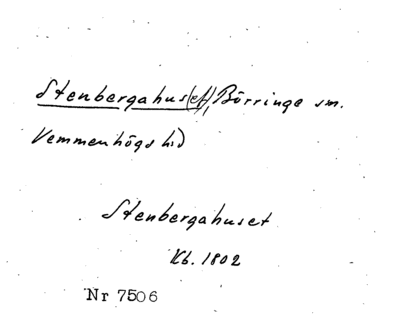 Stenbergahus(et), Börringe sn.
Vemmenhögs hd
Stenbergahuset
Kb. 1802
Nr 7506